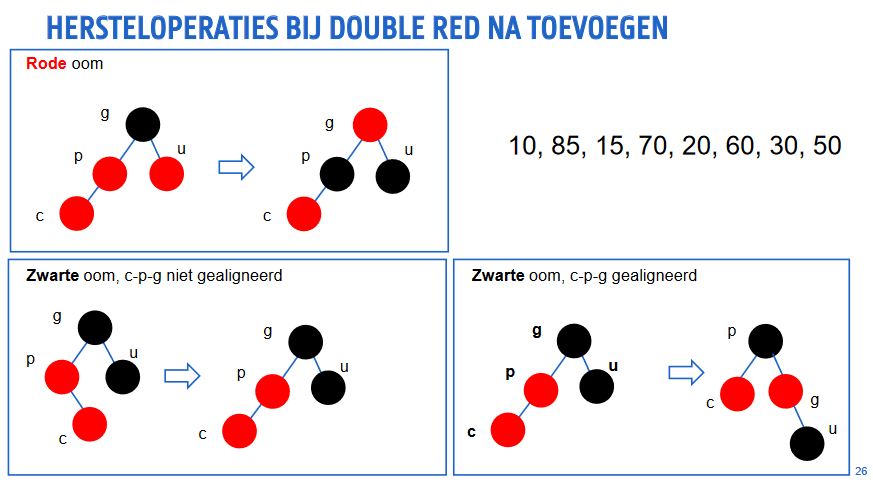 HERSTELOPERATIES BIJ DOUBLE RED NA TOEVOEGEN
Rode oom
g
p
u
c
g
p
u
c
10, 85, 15, 70, 20, 60, 30, 50
Zwarte oom, c-p-g niet gealigneerd
g
p
u
c
g
p
u
c
Zwarte oom, c-p-g gealigneerd
g
p
u
c
p
c
g
u
26